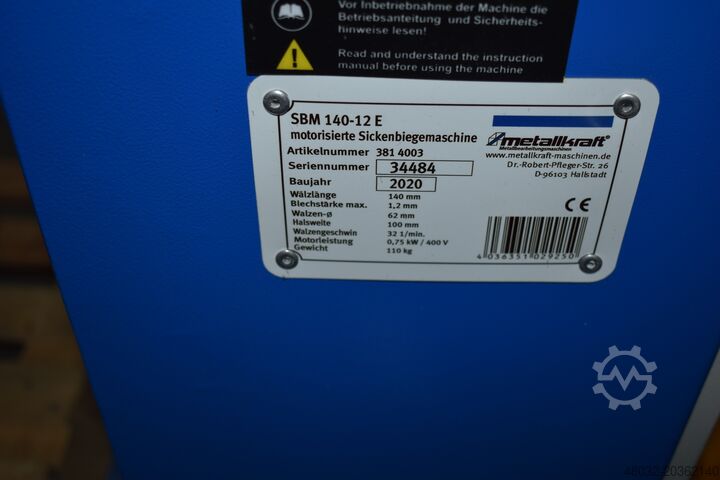 Vor Inbetriebnahme der Machine die
Betriebsanteitung und Sicherheits-
hinweise lesen!
Read and understand the instruction
manual before using the machine
SBM 140-12 E
motorisierte Sickenbiegemaschine
Artikelnummer 381 4003
Seriennummer 34484
Baujahr 2020
Wälzlänge 140 mm
Blechstärke max. 1,2 mm
Walzen-ø 62 mm
Halsweite 100 mm
Walzengeschwin 32 1/min.
Motorleistung 0,75 kW / 400 V
Gewicht 110 kg
metallkraft®
Metallbearbeitungsmaschinen
www.metallkraft-maschinen.de
Dr.-Robert-Pfleger-Str. 26
D-96103 Hallstadt
CE
4 036351 029250
48032-20362140